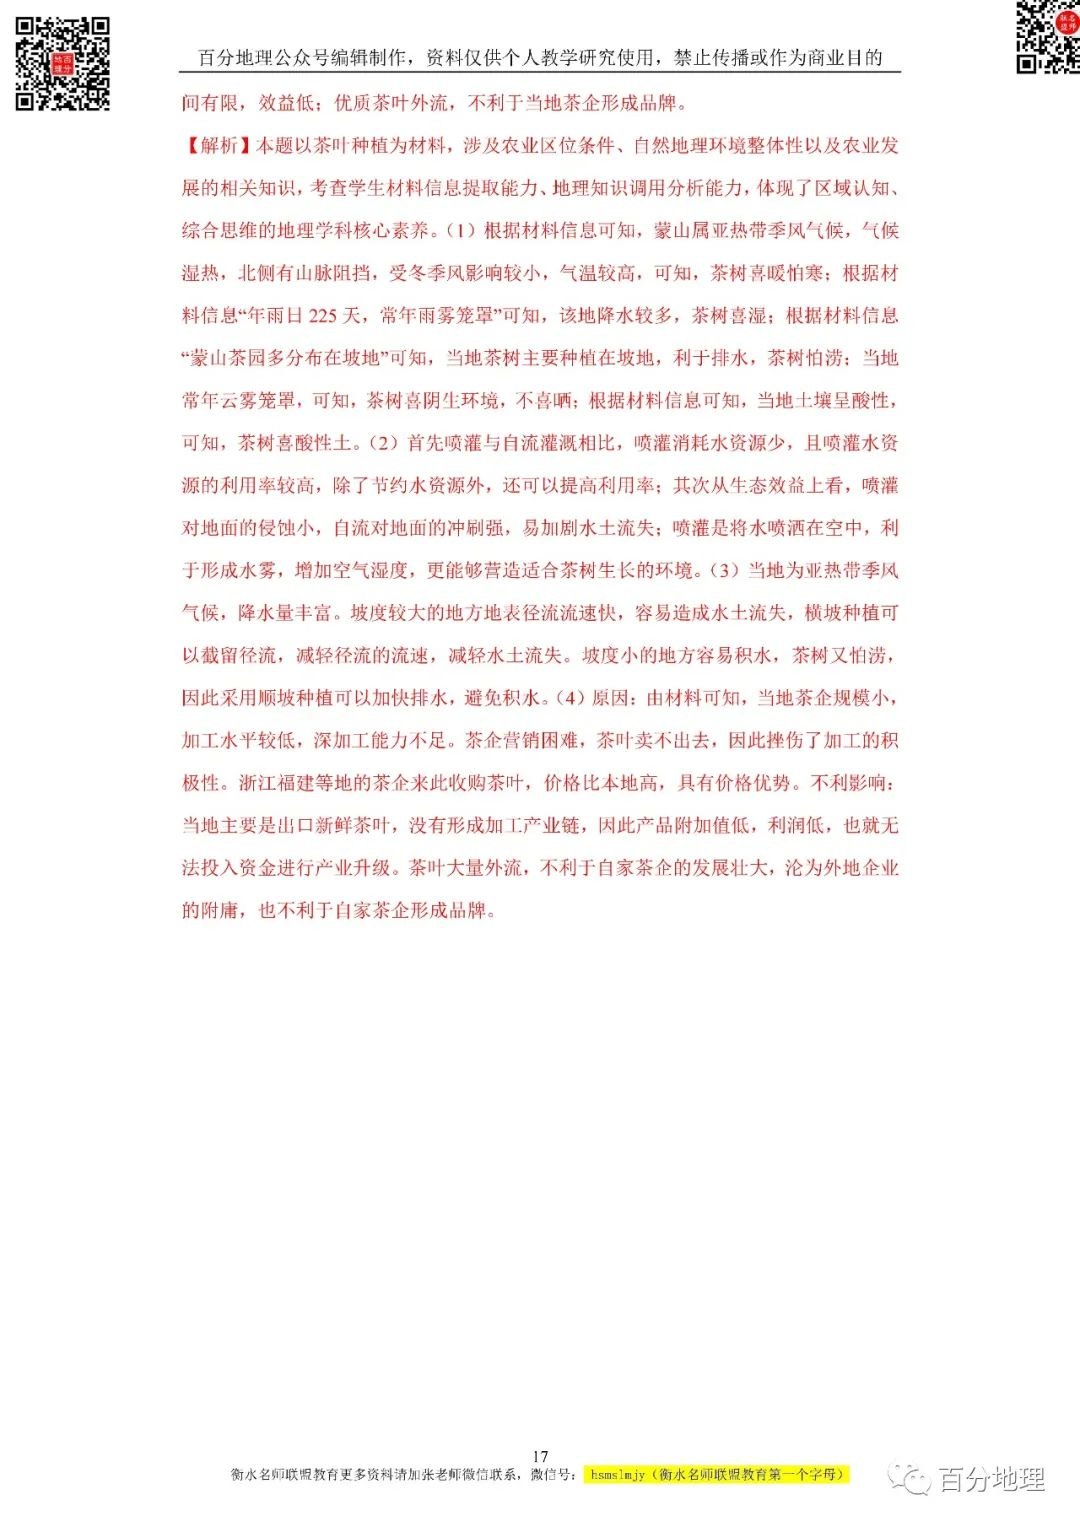 百分地理公众号编辑制作，资料仅供个人教学研究使用，禁止传播或作为商业目的
间有限，效益低；优质茶叶外流，不利于当地茶企形成品牌。
【解析】本题以茶叶种植为材料，涉及农业区位条件、自然地理环境整体性以及农业发
展的相关知识，考查学生材料信息提取能力、地理知识调用分析能力，体现了区域认知、
综合思维的地理学科核心素养。（1）根据材料信息可知，蒙山属亚热带季风气候，气候
湿热，北侧有山脉阻挡，受冬季风影响较小，气温较高，可知，茶树喜暖怕寒；根据材
料信息“年雨日 225 天，常年雨雾笼罩”可知，该地降水较多，茶树喜湿；根据材料信息
“蒙山茶园多分布在坡地”可知，当地茶树主要种植在坡地，利于排水，茶树怕涝；当地
常年云雾笼罩，可知，茶树喜阴生环境，不喜晒；根据材料信息可知，当地土壤呈酸性，
可知，茶树喜酸性土。（2）首先喷灌与自流灌溉相比，喷灌消耗水资源少，且喷灌水资
源的利用率较高，除了节约水资源外，还可以提高利用率；其次从生态效益上看，喷灌
对地面的侵蚀小，自流对地面的冲刷强，易加剧水土流失；喷灌是将水喷洒在空中，利
于形成水雾，增加空气湿度，更能够营造适合茶树生长的环境。（3）当地为亚热带季风
气候，降水量丰富。坡度较大的地方地表径流流速快，容易造成水土流失，横坡种植可
以截留径流，减轻径流的流速，减轻水土流失。坡度小的地方容易积水，茶树又怕涝，
因此采用顺坡种植可以加快排水，避免积水。（4）原因：由材料可知，当地茶企规模小，
加工水平较低，深加工能力不足。茶企营销困难，茶叶卖不出去，因此挫伤了加工的积
极性。浙江福建等地的茶企来此收购茶叶，价格比本地高，具有价格优势。不利影响：
当地主要是出口新鲜茶叶，没有形成加工产业链，因此产品附加值低，利润低，也就无
法投入资金进行产业升级。茶叶大量外流，不利于自家茶企的发展壮大，沦为外地企业
的附庸，也不利于自家茶企形成品牌。
17
衡水名师联盟教育更多资料请加张老师微信联系，微信号： hsmslmjy（衡水名师联盟教育第一个字母）
百分地理